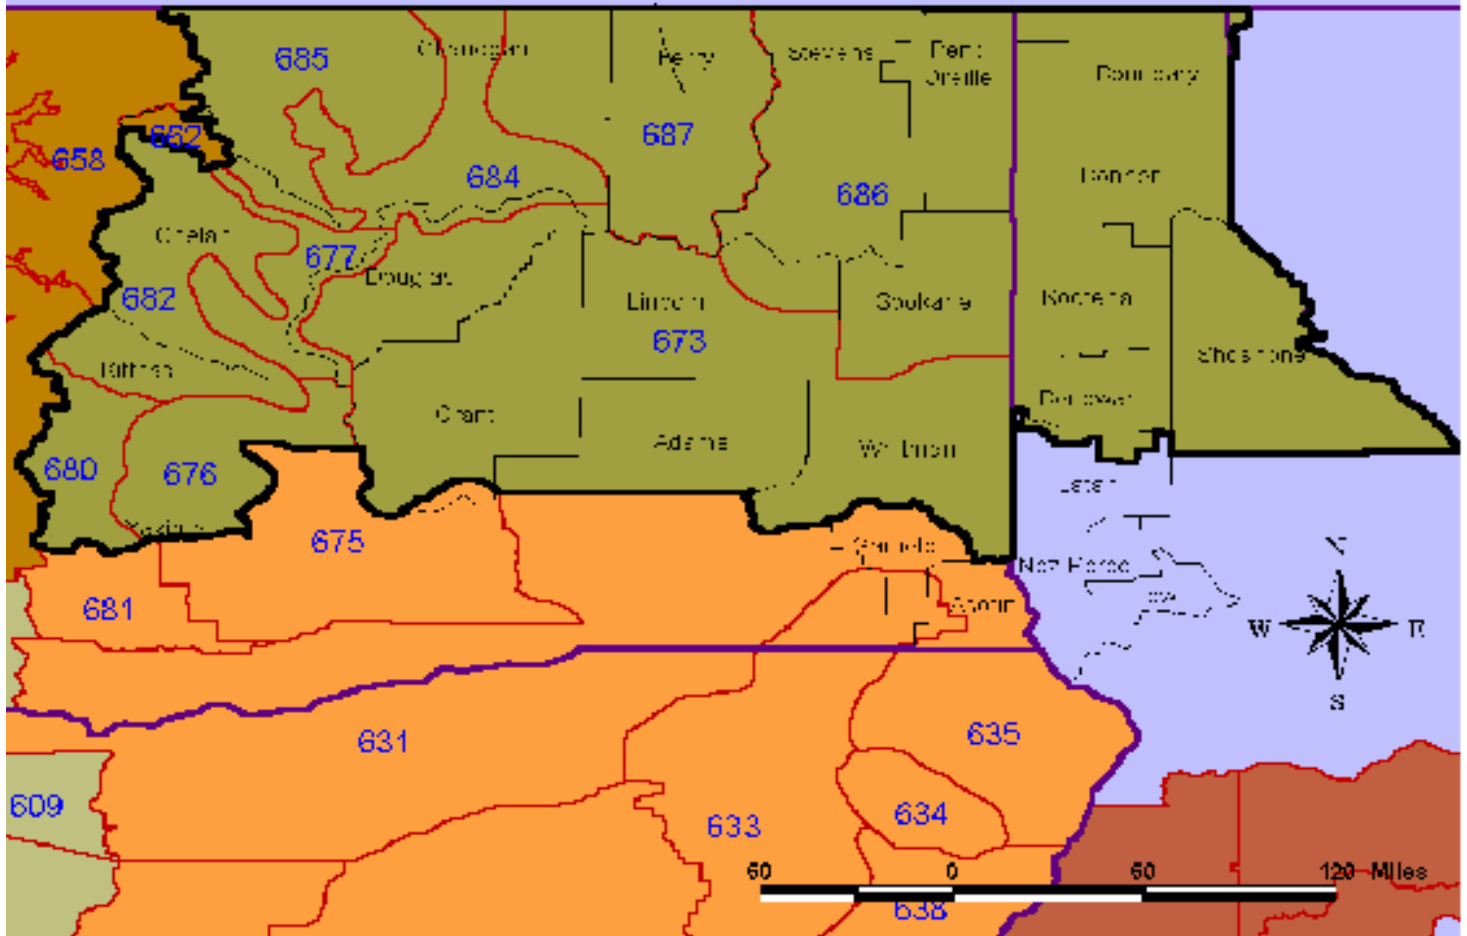 685
Okanogan
Ferry
Stevens
Pend
Oreille
Boundary
662
658
687
684
686
Bonner
Chelan
677
Douglas
682
Lincoln
Spokane
Kootenai
673
Kittitas
Shoshone
Benewah
Grant
Adams
Whitman
680
676
Latah
Yakima
675
Garfield
Nez Perce
681
Asotin
N
W
E
S
631
635
609
634
633
60
0
60
120 Miles
638